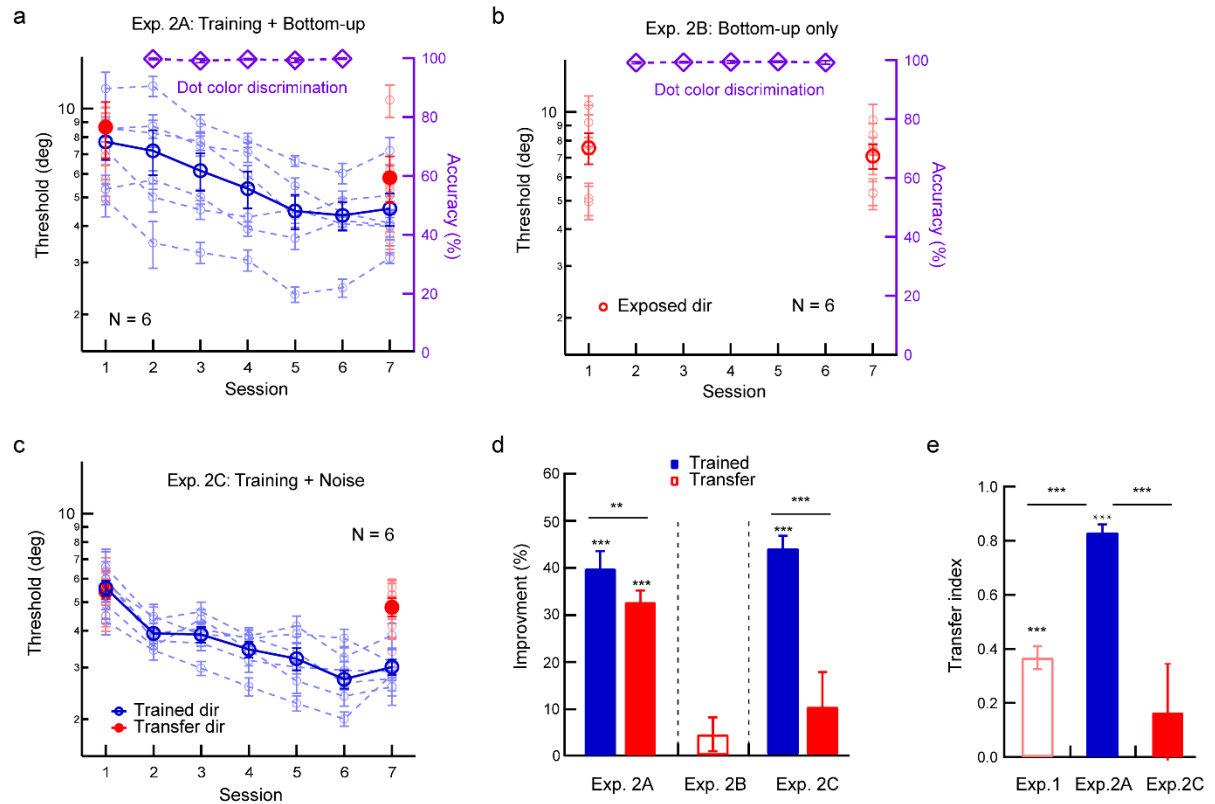 a
Exp. 2A: Training + Bottom-up
10
9
8
7
6
5
4
3
2
Threshold (deg)
Dot color discrimination
100
80
60
40
20
0
Accuracy (%)
N = 6
1 2 3 4 5 6 7
Session
b
Exp. 2B: Bottom-up only
10
9
8
7
6
5
4
3
2
Threshold (deg)
Dot color discrimination
100
80
60
40
20
0
Accuracy (%)
Exposed dir
N = 6
1 2 3 4 5 6 7
Session
c
Exp. 2C: Training + Noise
10
9
8
7
6
5
4
3
2
Threshold (deg)
N = 6
Trained dir
Transfer dir
1 2 3 4 5 6 7
Session
d
Trained
Transfer
60
50
40
30
20
10
0
Improvment (%)
**
***
***
***
***
Exp. 2A Exp. 2B Exp. 2C
e
1.0
0.8
0.6
0.4
0.2
0.0
Transfer index
*** ***
***
***
Exp.1 Exp.2A Exp.2C